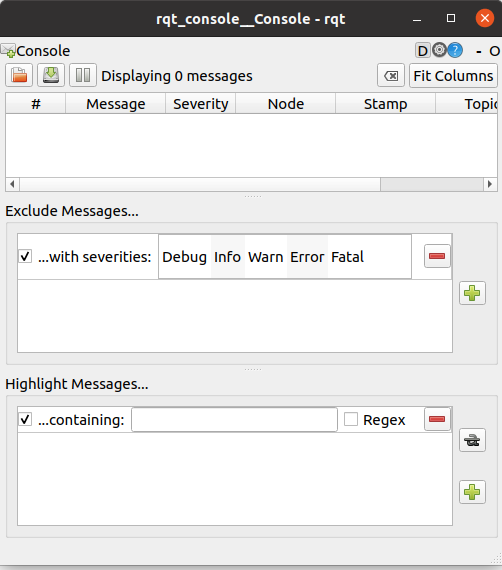 rqt_console__Console - rqt
Console D ? - O
Displaying 0 messages Fit Columns
# Message Severity Node Stamp Topic
Exclude Messages...
...with severities: Debug Info Warn Error Fatal
Highlight Messages...
...containing: Regex